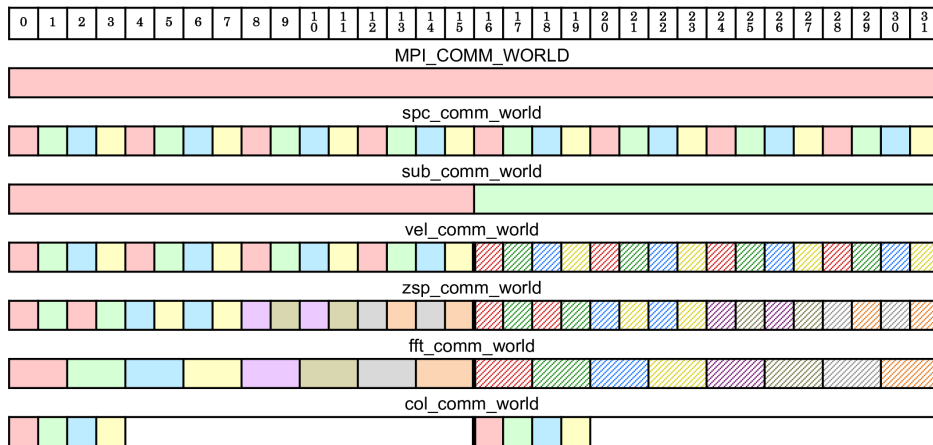 0 1 2 3 4 5 6 7 8 9 10 11 12 13 14 15 16 17 18 19 20 21 22 23 24 25 26 27 28 29 30 31
MPI_COMM_WORLD
spc_comm_world
sub_comm_world
vel_comm_world
zsp_comm_world
fft_comm_world
col_comm_world